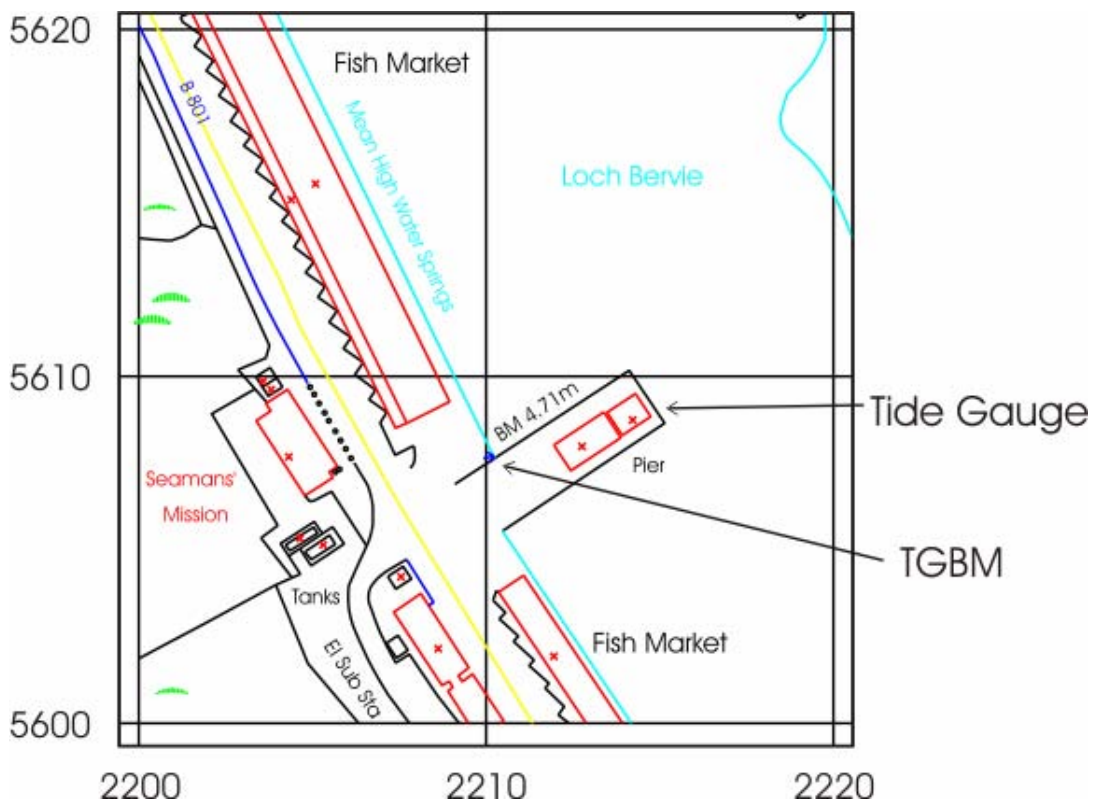 5620
Fish Market
B 801
Mean High Water Springs
Loch Bervie
5610
BM 4.71m
Tide Gauge
Pier
Seamans'
Mission
TGBM
Tanks
Fish Market
El Sub Sta
5600
2200
2210
2220